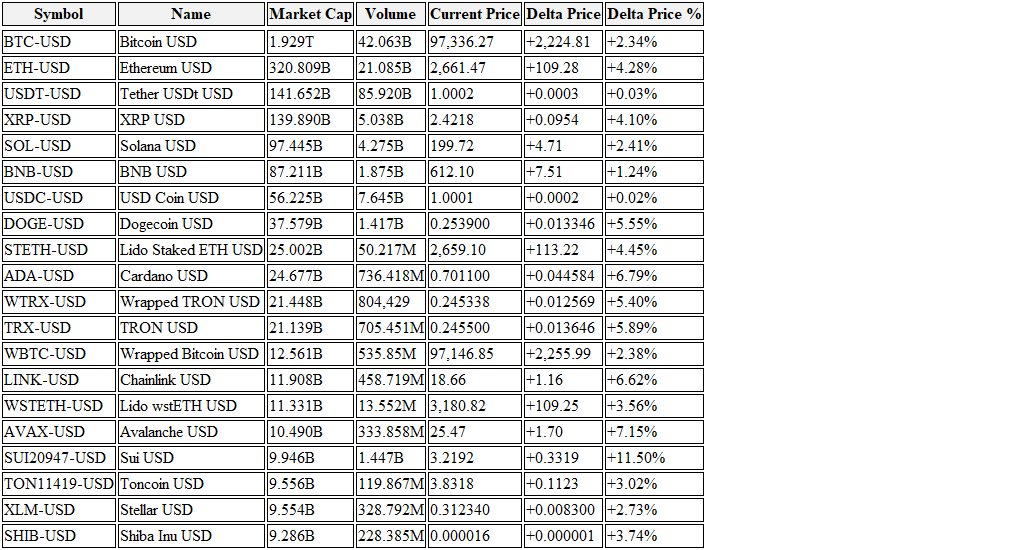 Symbol Name Market Cap Volume Current Price Delta Price Delta Price %
BTC-USD Bitcoin USD 1.929T 42.063B 97,336.27 +2,224.81 +2.34%
ETH-USD Ethereum USD 320.809B 21.085B 2,661.47 +109.28 +4.28%
USDT-USD Tether USDt USD 141.652B 85.920B 1.0002 +0.0003 +0.03%
XRP-USD XRP USD 139.890B 5.038B 2.4218 +0.0954 +4.10%
SOL-USD Solana USD 97.445B 4.275B 199.72 +4.71 +2.41%
BNB-USD BNB USD 87.211B 1.875B 612.10 +7.51 +1.24%
USDC-USD USD Coin USD 56.225B 7.645B 1.0001 +0.0002 +0.02%
DOGE-USD Dogecoin USD 37.579B 1.417B 0.253900 +0.013346 +5.55%
STETH-USD Lido Staked ETH USD 25.002B 50.217M 2,659.10 +113.22 +4.45%
ADA-USD Cardano USD 24.677B 736.418M 0.701100 +0.044584 +6.79%
WTRX-USD Wrapped TRON USD 21.448B 804,429 0.245338 +0.012569 +5.40%
TRX-USD TRON USD 21.139B 705.451M 0.245500 +0.013646 +5.89%
WBTC-USD Wrapped Bitcoin USD 12.561B 535.85M 97,146.85 +2,255.99 +2.38%
LINK-USD Chainlink USD 11.908B 458.719M 18.66 +1.16 +6.62%
WSTETH-USD Lido wstETH USD 11.331B 13.552M 3,180.82 +109.25 +3.56%
AVAX-USD Avalanche USD 10.490B 333.858M 25.47 +1.70 +7.15%
SUI20947-USD Sui USD 9.946B 1.447B 3.2192 +0.3319 +11.50%
TON11419-USD Toncoin USD 9.556B 119.867M 3.8318 +0.1123 +3.02%
XLM-USD Stellar USD 9.554B 328.792M 0.312340 +0.008300 +2.73%
SHIB-USD Shiba Inu USD 9.286B 228.385M 0.000016 +0.000001 +3.74%